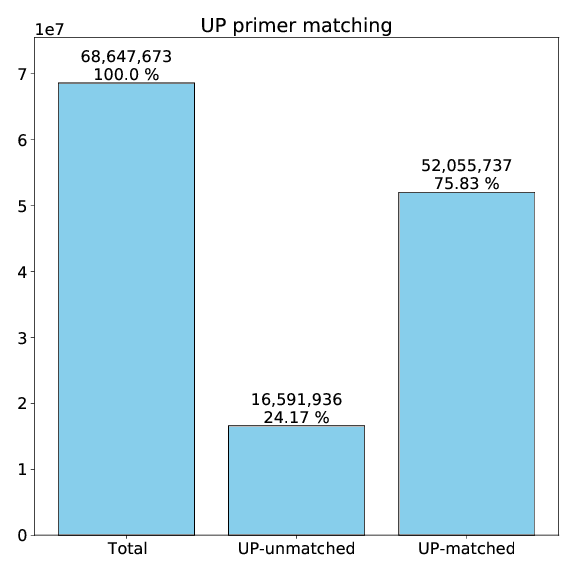 UP primer matching
1e7
68,647,673
100.0 %
7
6
52,055,737
75.83 %
5
4
3
16,591,936
24.17 %
2
1
0
Total
UP-unmatched
UP-matched